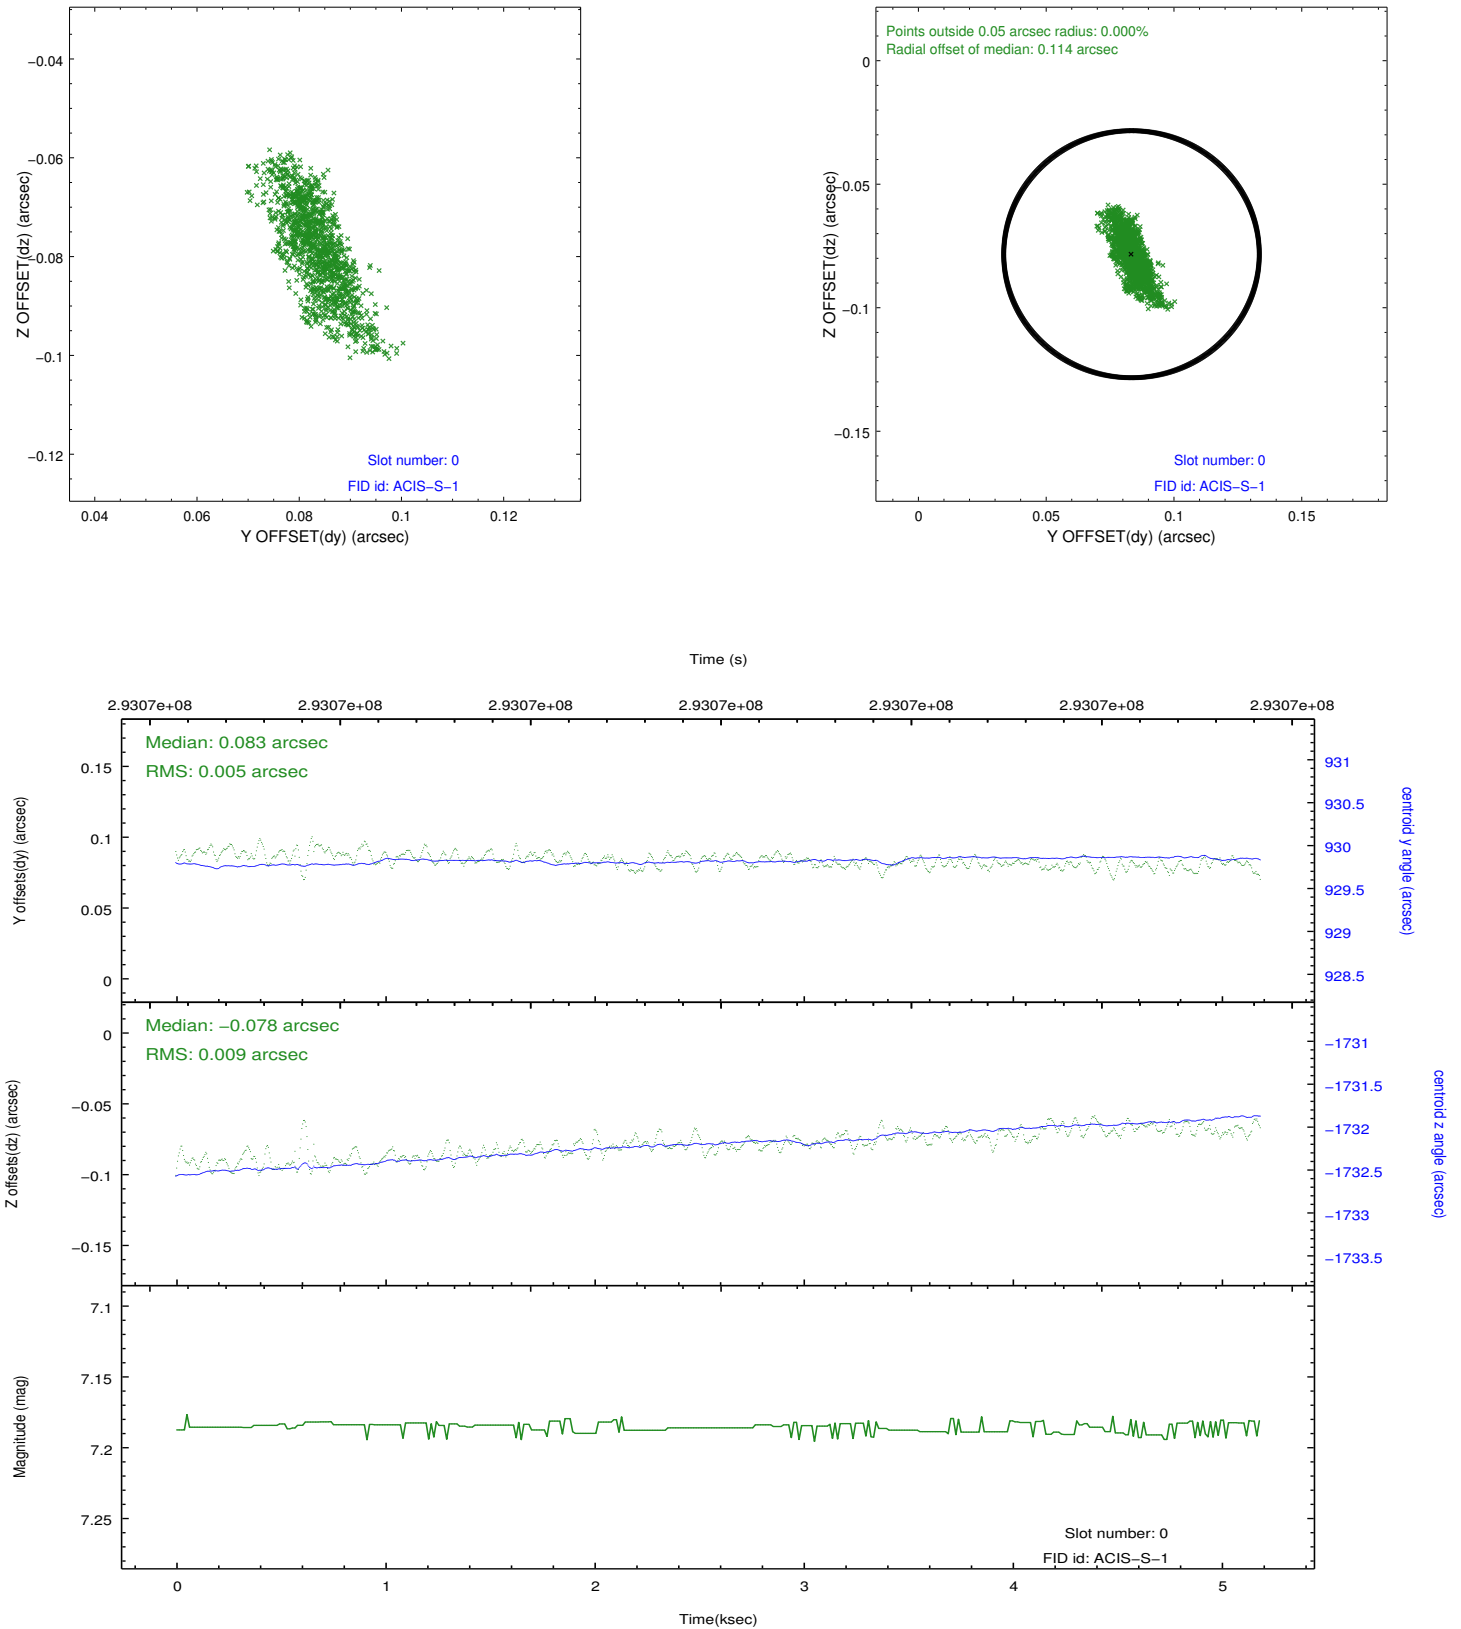 −0.04
−0.06
−0.08
−0.1
−0.12
Z OFFSET(dz) (arcsec)
Slot number: 0
FID id: ACIS−S−1
0.04 0.06 0.08 0.1 0.12
Y OFFSET(dy) (arcsec)
Points outside 0.05 arcsec radius: 0.000%
Radial offset of median: 0.114 arcsec
0
−0.05
−0.1
−0.15
Z OFFSET(dz) (arcsec)
Slot number: 0
FID id: ACIS−S−1
0 0.05 0.1 0.15
Y OFFSET(dy) (arcsec)
Time (s)
2.9307e+08 2.9307e+08 2.9307e+08 2.9307e+08 2.9307e+08 2.9307e+08 2.9307e+08
Median: 0.083 arcsec
RMS: 0.005 arcsec
0.15
0.1
0.05
0
Y offsets(dy) (arcsec)
931
930.5
930
929.5
929
928.5
centroid y angle (arcsec)
Median: −0.078 arcsec
RMS: 0.009 arcsec
0
−0.05
−0.1
−0.15
Z offsets(dz) (arcsec)
−1731
−1731.5
−1732
−1732.5
−1733
−1733.5
centroid z angle (arcsec)
7.1
7.15
7.2
7.25
Magnitude (mag)
Slot number: 0
FID id: ACIS−S−1
0 1 2 3 4 5
Time(ksec)